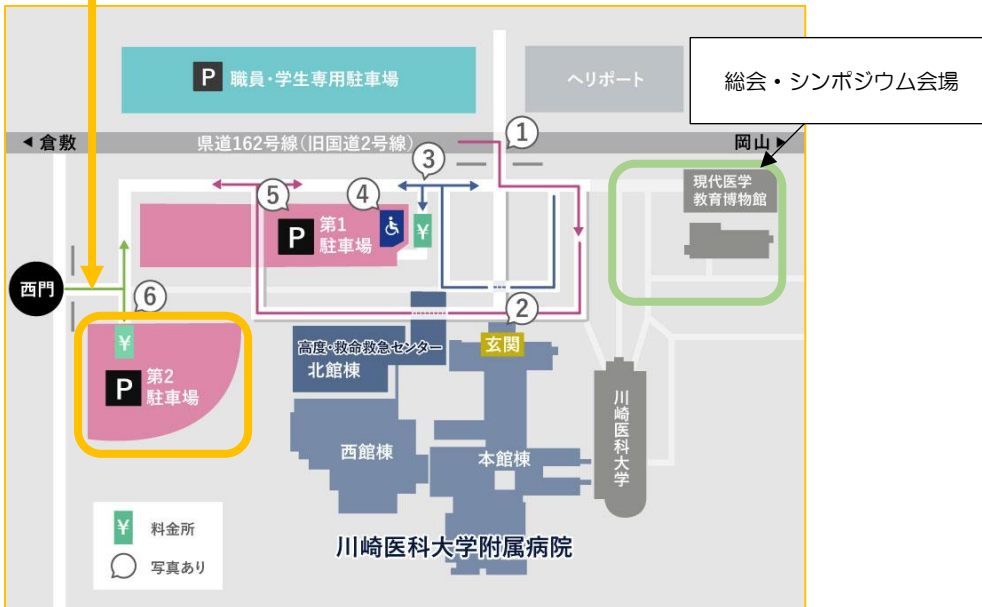 P 職員・学生専用駐車場
ヘリポート
総会・シンポジウム会場
◀倉敷
県道162号線(旧国道2号線)
1
岡山▶
3
現代医学
教育博物館
5
4
P 第1
駐車場
¥
西門
6
2
¥
高度・救命救急センター
北館棟
玄関
P 第2
駐車場
川崎医科大学
西館棟
本館棟
¥ 料金所
写真あり
川崎医科大学附属病院